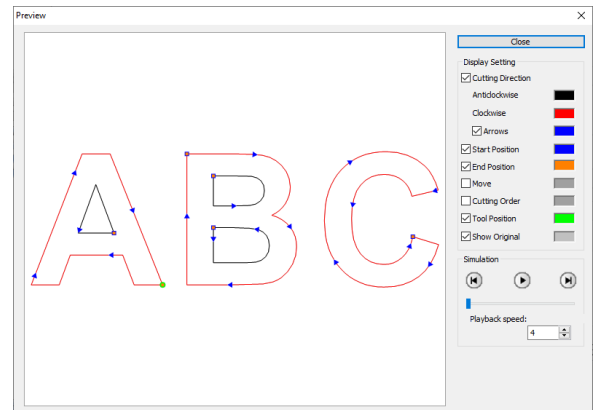 Preview
Close
Display Setting
Cutting Direction
Antidockwise
Clockwise
Arrows
Start Position
End Position
Move
Cutting Order
Tool Position
Show Original
Simulation
Playback speed:
4
ABC